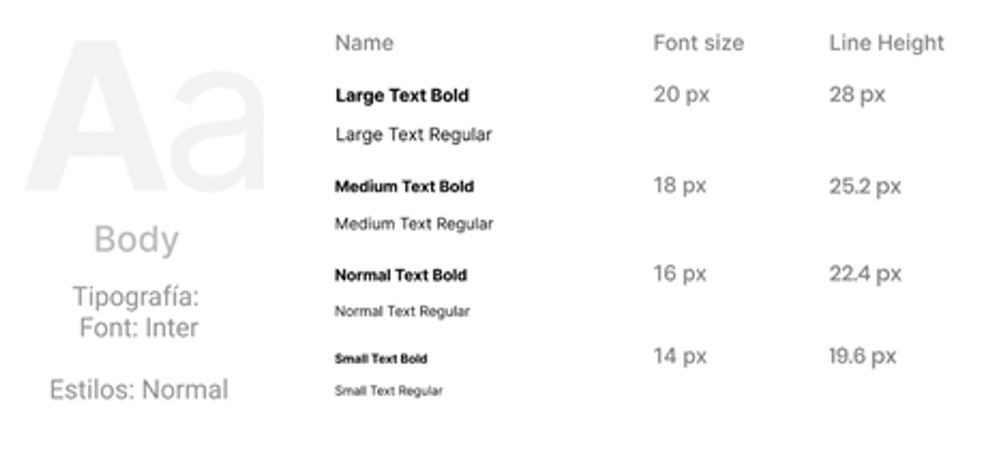 Aa
Body
Tipografía:
Font: Inter
Estilos: Normal
Name Font size Line Height
Large Text Bold 20 px 28 px
Large Text Regular
Medium Text Bold 18 px 25.2 px
Medium Text Regular
Normal Text Bold 16 px 22.4 px
Normal Text Regular
Small Text Bold 14 px 19.6 px
Small Text Regular